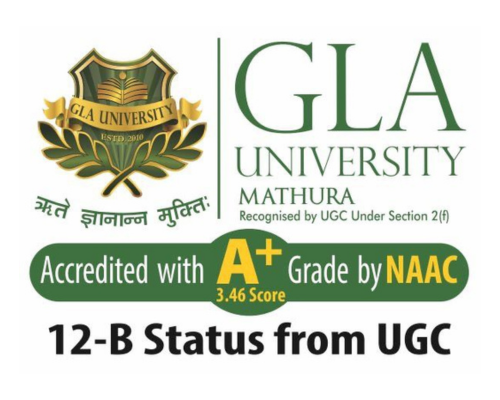 GLA UNIVERSITY
ESTD 2010
ऋते ज्ञानान्न मुक्तिः
GLA
UNIVERSITY
MATHURA
Recognised by UGC Under Section 2(f)
Accredited with A+ Grade by NAAC
3.46 Score
12-B Status from UGC